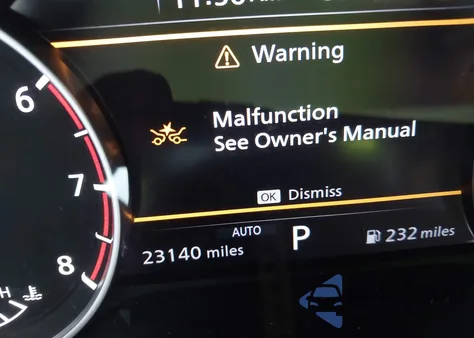 Warning
6
Malfunction
See Owner's Manual
7
OK Dismiss
AUTO
23140 miles
P
232 miles
8
H